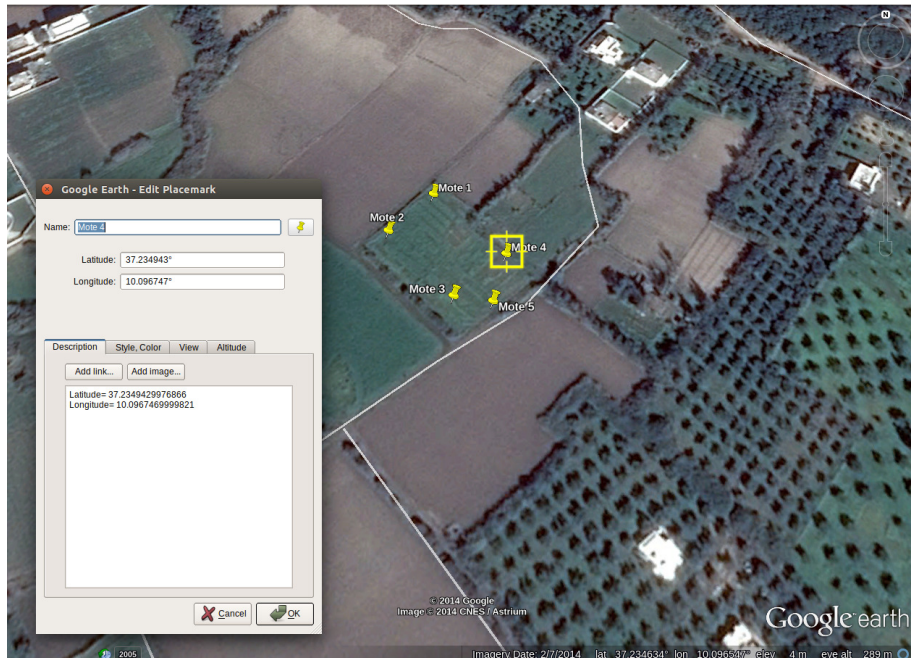 N
Google Earth - Edit Placemark
Name: Mote 4
Latitude: 37.234943°
Longitude: 10.096747°
Description Style, Color View Altitude
Add link... Add image...
Latitude= 37.2349429976866
Longitude= 10.0967469999821
Cancel OK
Mote 1
Mote 2
Mote 4
Mote 3
Mote 5
© 2014 Google
Image © 2014 CNES / Astrium
Google earth
2005
Imagery Date: 2/7/2014 lat 37.234634° lon 10.096547° elev 4 m eye alt 289 m